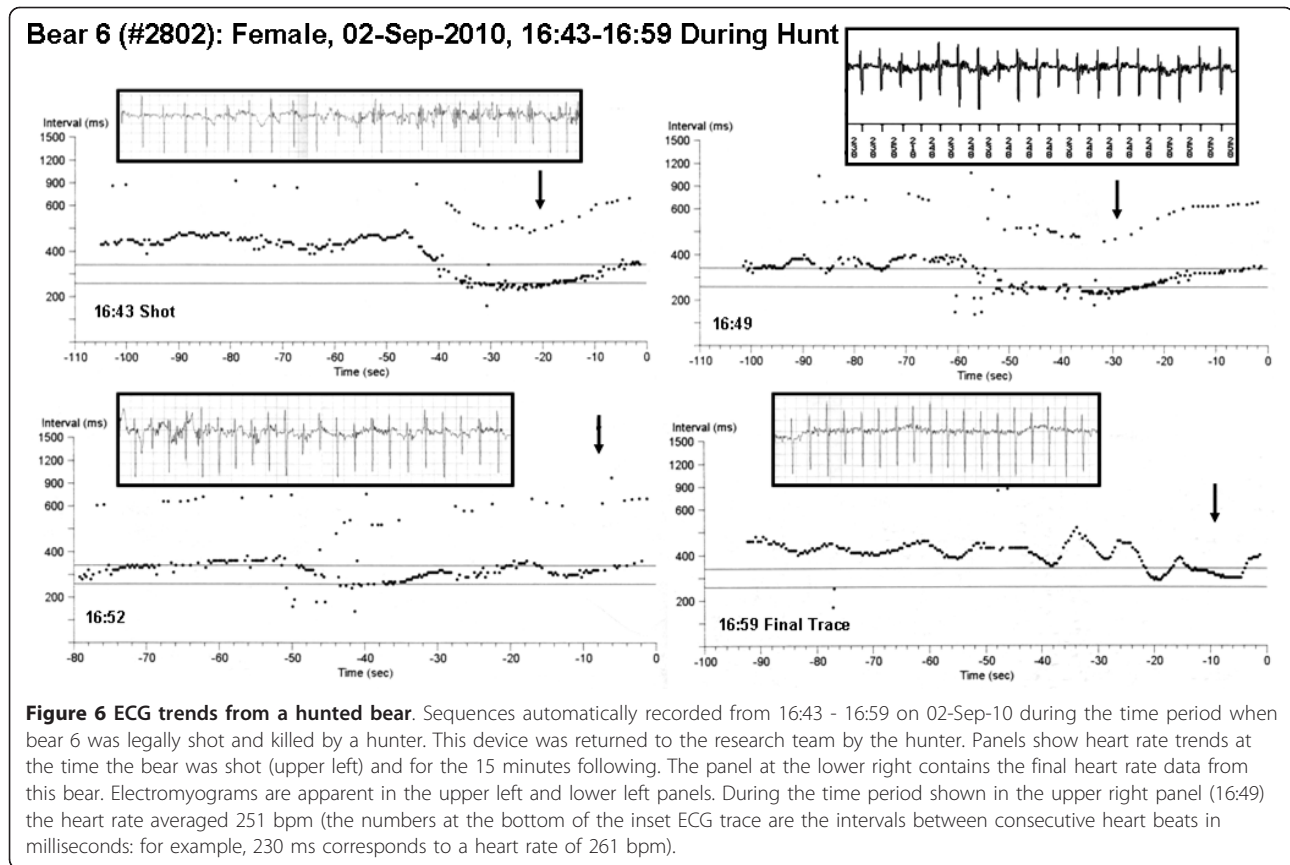 Bear 6 (#2802): Female, 02-Sep-2010, 16:43-16:59 During Hunt
Interval (ms)
1500
1200
900
600
400
200
16:43 Shot
-110 -100 -90 -80 -70 -60 -50 -40 -30 -20 -10 0
Time (sec)
Interval (ms)
1500
1200
900
600
400
200
16:49
-110 -100 -90 -80 -70 -60 -50 -40 -30 -20 -10 0
Time (sec)
Interval (ms)
1500
1200
900
600
400
200
16:52
-80 -70 -60 -50 -40 -30 -20 -10 0
Time (sec)
Interval (ms)
1500
1200
900
600
400
200
16:59 Final Trace
-100 -90 -80 -70 -60 -50 -40 -30 -20 -10 0
Time (sec)
Figure 6 ECG trends from a hunted bear. Sequences automatically recorded from 16:43 - 16:59 on 02-Sep-10 during the time period when
bear 6 was legally shot and killed by a hunter. This device was returned to the research team by the hunter. Panels show heart rate trends at
the time the bear was shot (upper left) and for the 15 minutes following. The panel at the lower right contains the final heart rate data from
this bear. Electromyograms are apparent in the upper left and lower left panels. During the time period shown in the upper right panel (16:49)
the heart rate averaged 251 bpm (the numbers at the bottom of the inset ECG trace are the intervals between consecutive heart beats in
milliseconds: for example, 230 ms corresponds to a heart rate of 261 bpm).